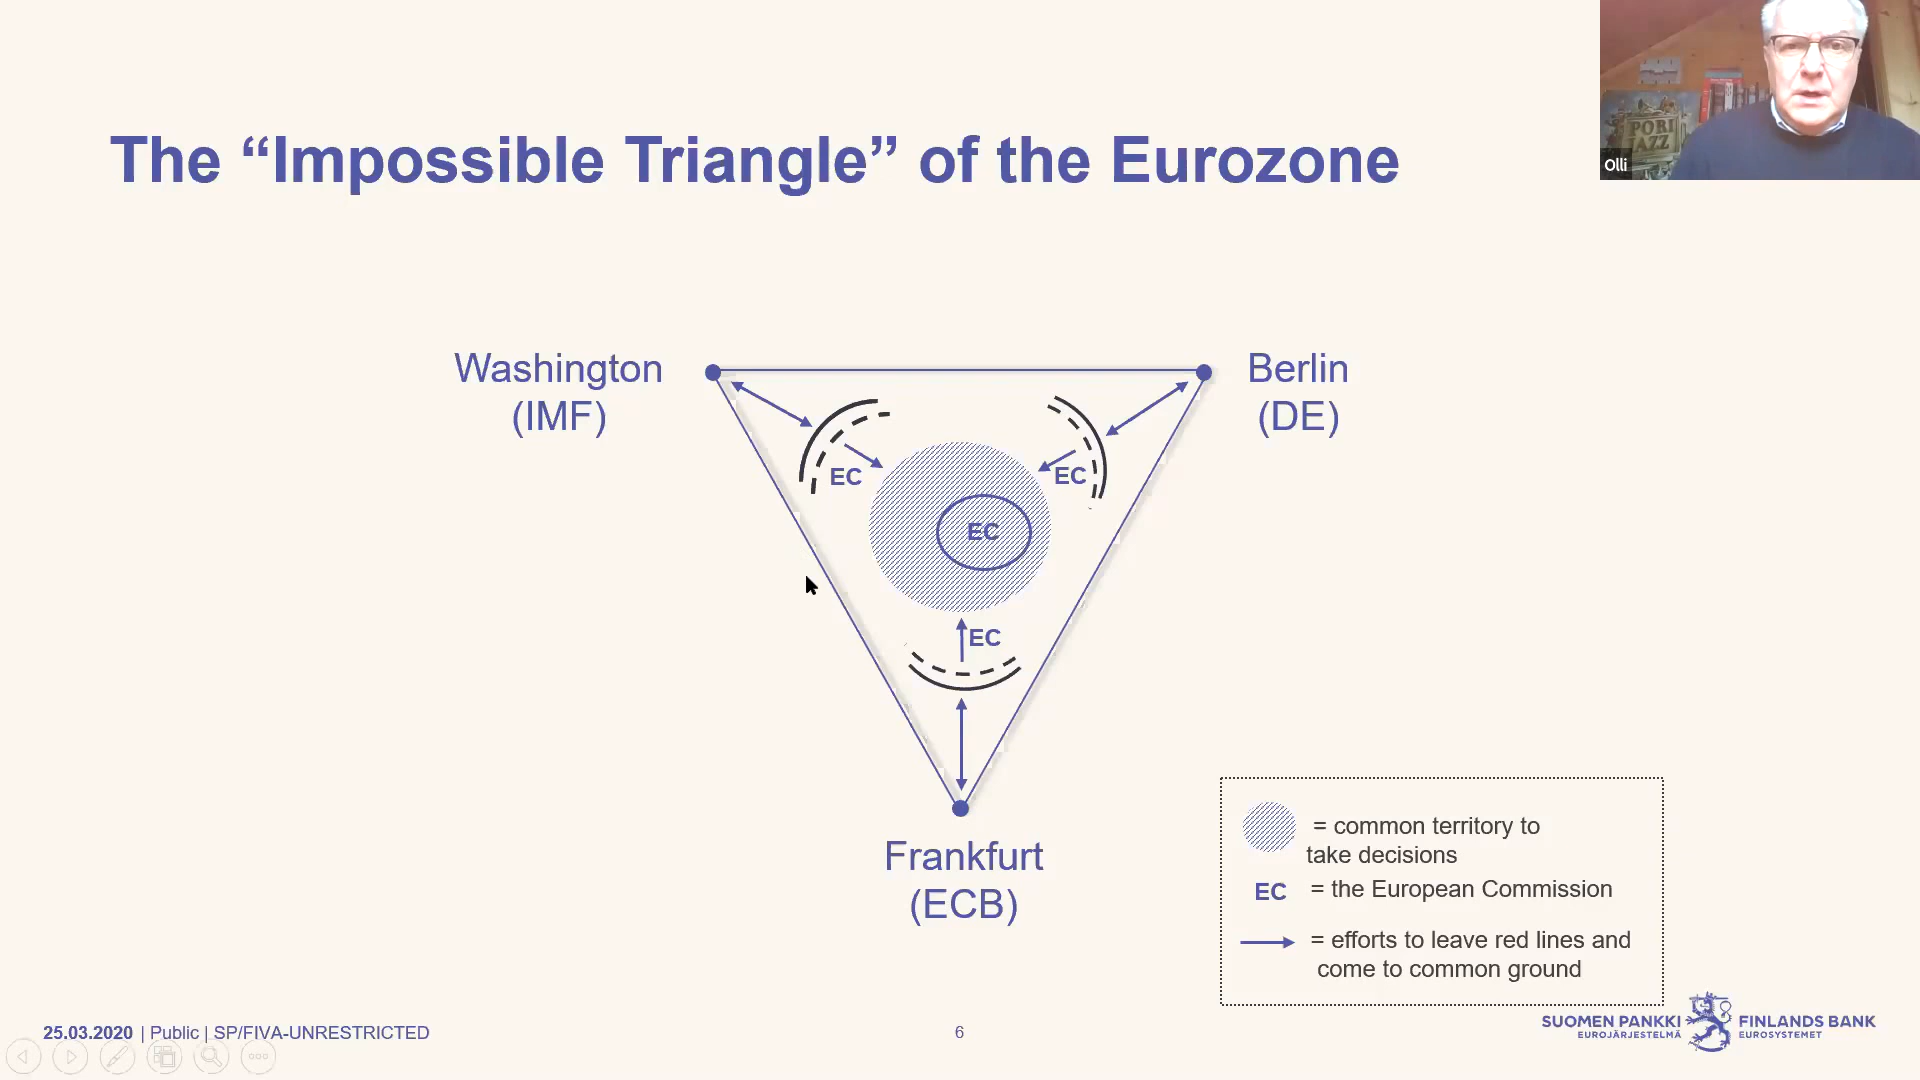 The “Impossible Triangle” of the Eurozone
PORI
JAZZ
Olli
Washington
(IMF)
Berlin
(DE)
EC
EC
EC
EC
Frankfurt
(ECB)
= common territory to
take decisions
EC = the European Commission
= efforts to leave red lines and
come to common ground
25.03.2020 | Public | SP/FIVA-UNRESTRICTED
6
SUOMEN PANKKI
EUROJÄRJESTELMÄ
FINLANDS BANK
EUROSYSTEMET